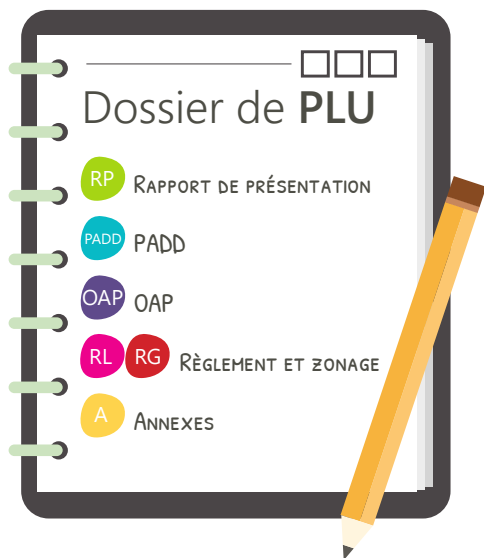 Dossier de PLU
RP RAPPORT DE PRÉSENTATION
PADD PADD
OAP OAP
RL RG RÈGLEMENT ET ZONAGE
A ANNEXES